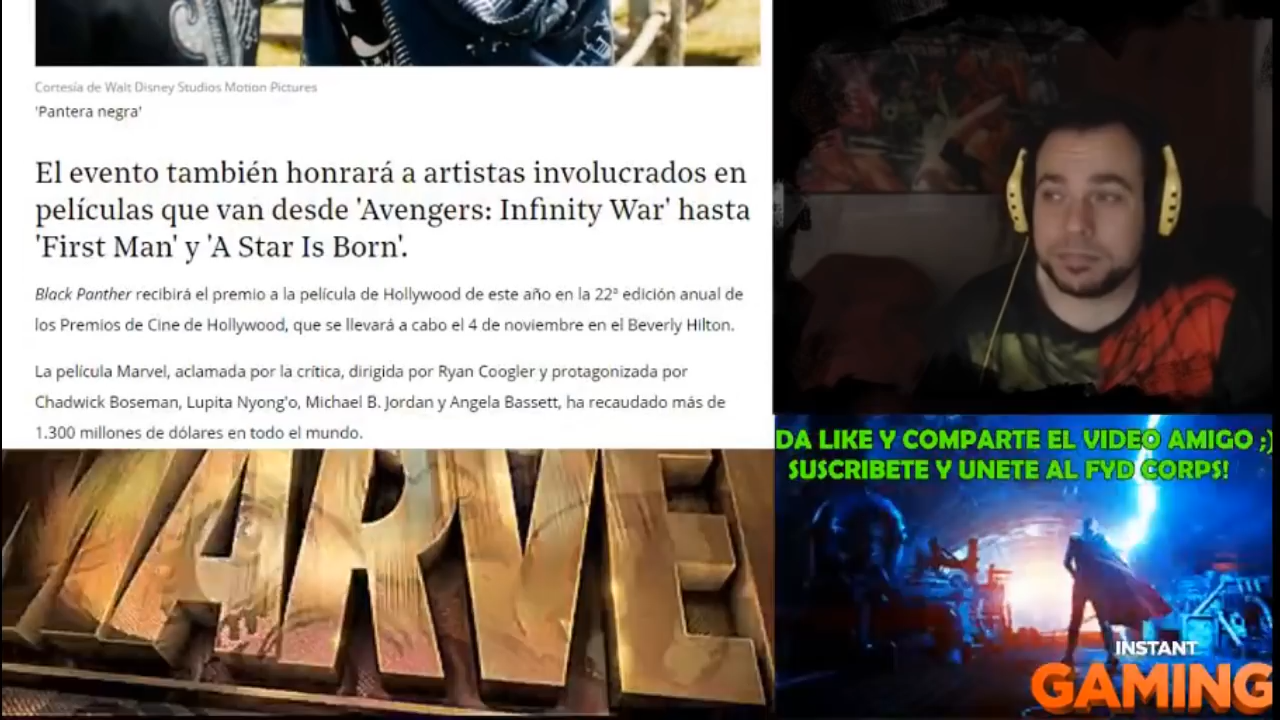 Cortesía de Walt Disney Studios Motion Pictures
'Pantera negra'
El evento también honrará a artistas involucrados en
películas que van desde 'Avengers: Infinity War' hasta
'First Man' y 'A Star Is Born'.
Black Panther recibirá el premio a la película de Hollywood de este año en la 22ª edición anual de
los Premios de Cine de Hollywood, que se llevará a cabo el 4 de noviembre en el Beverly Hilton.
La película Marvel, aclamada por la crítica, dirigida por Ryan Coogler y protagonizada por
Chadwick Boseman, Lupita Nyong'o, Michael B. Jordan y Angela Bassett, ha recaudado más de
1.300 millones de dólares en todo el mundo.
MARVEL
DA LIKE Y COMPARTE EL VIDEO AMIGO ;)
SUSCRIBETE Y UNETE AL FYD CORPS!
INSTANT
GAMING